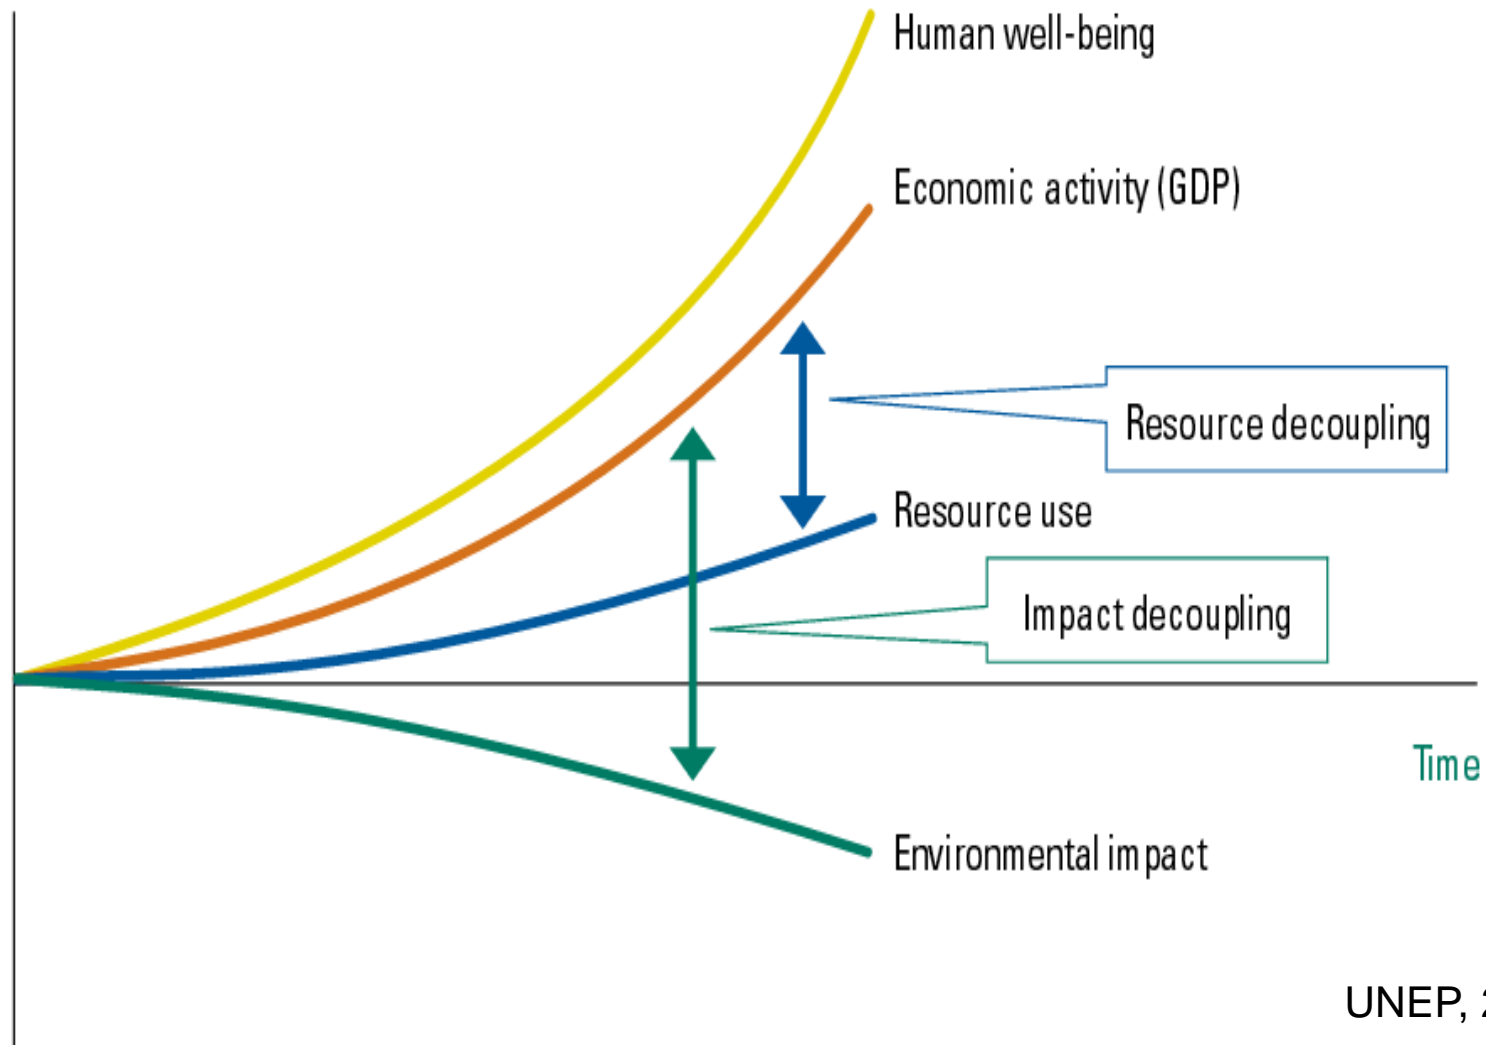 Human well-being
Economic activity (GDP)
Resource decoupling
Resource use
Impact decoupling
Time
Environmental impact
UNEP,